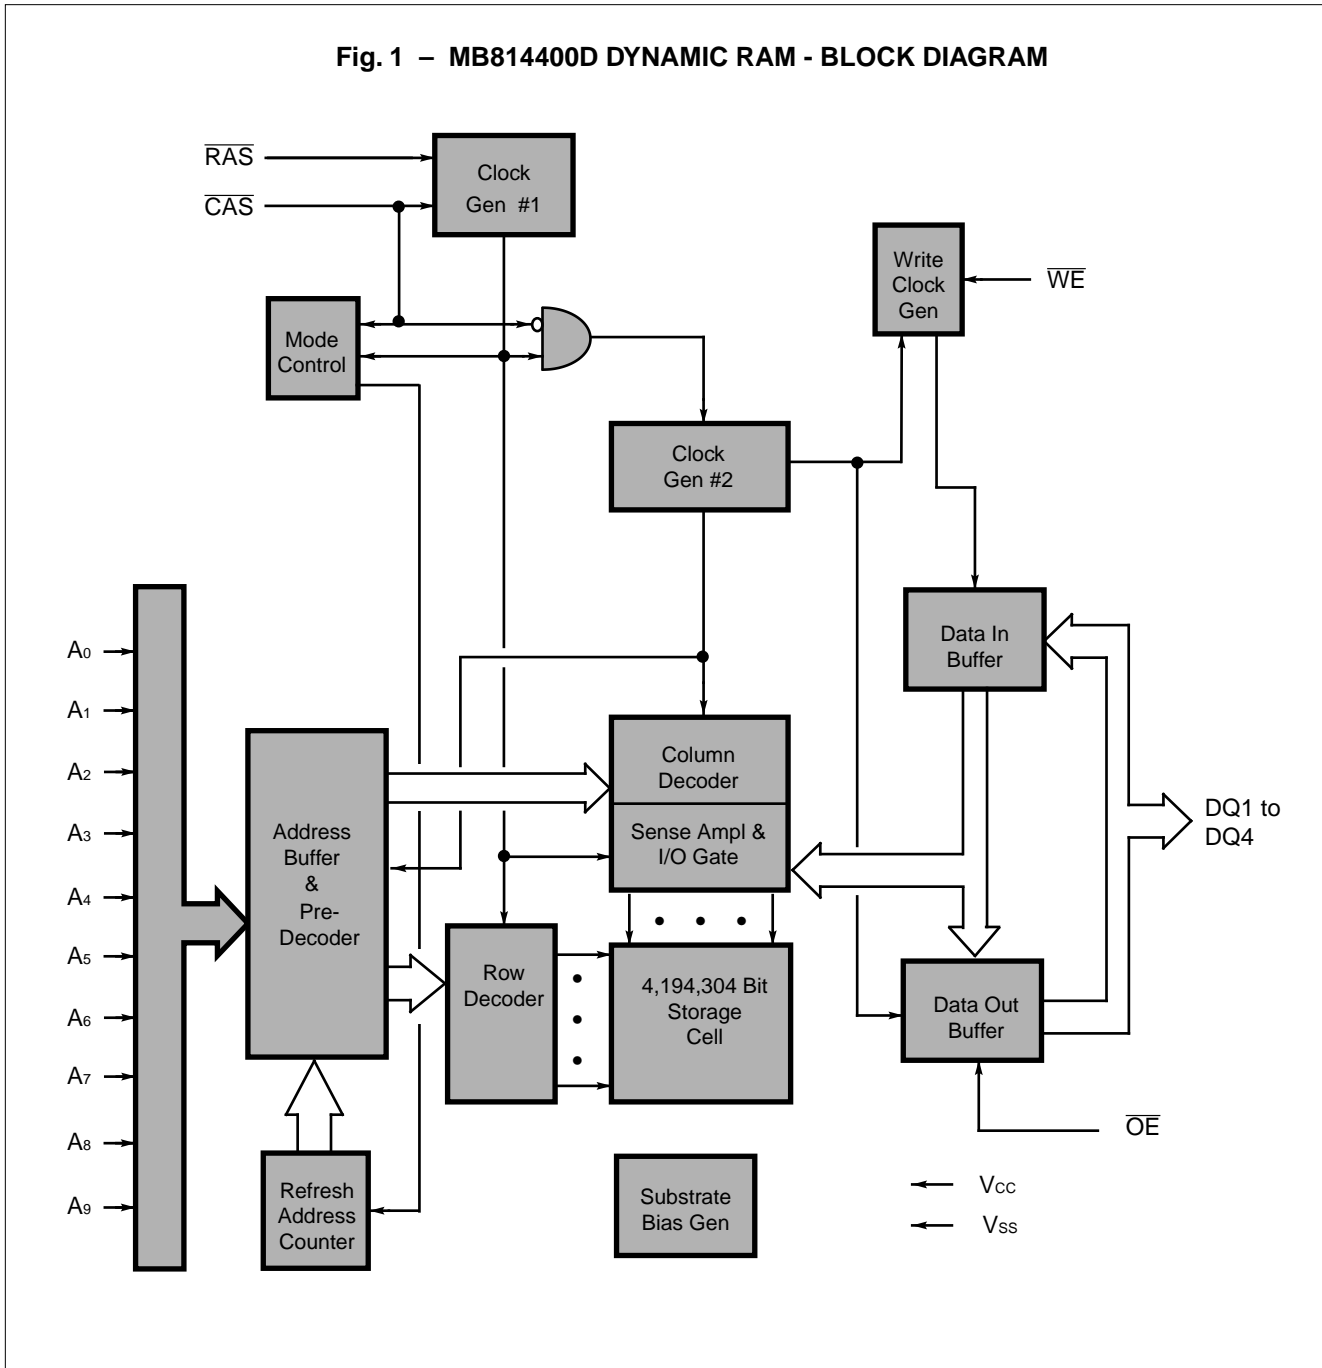 Fig. 1 – MB814400D DYNAMIC RAM - BLOCK DIAGRAM
RAS
CAS
Clock
Gen #1
Write
Clock
Gen
WE
Mode
Control
Clock
Gen #2
A0
A1
A2
A3
A4
A5
A6
A7
A8
A9
Address
Buffer
&
Pre-
Decoder
Column
Decoder
Sense Ampl &
I/O Gate
Data In
Buffer
DQ1 to
DQ4
Row
Decoder
4,194,304 Bit
Storage
Cell
Data Out
Buffer
OE
Refresh
Address
Counter
Substrate
Bias Gen
VCC
VSS